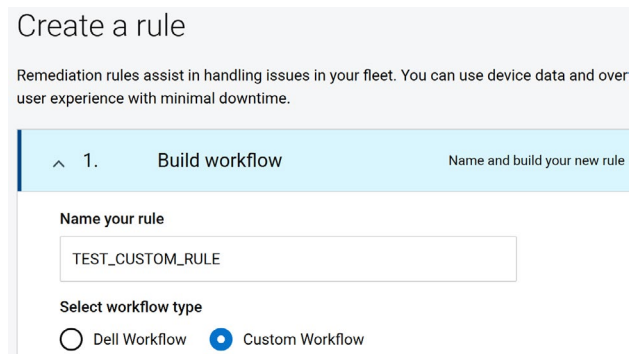 Create a rule
Remediation rules assist in handling issues in your fleet. You can use device data and over
user experience with minimal downtime.
1. Build workflow Name and build your new rule
Name your rule
TEST_CUSTOM_RULE
Select workflow type
Dell Workflow Custom Workflow